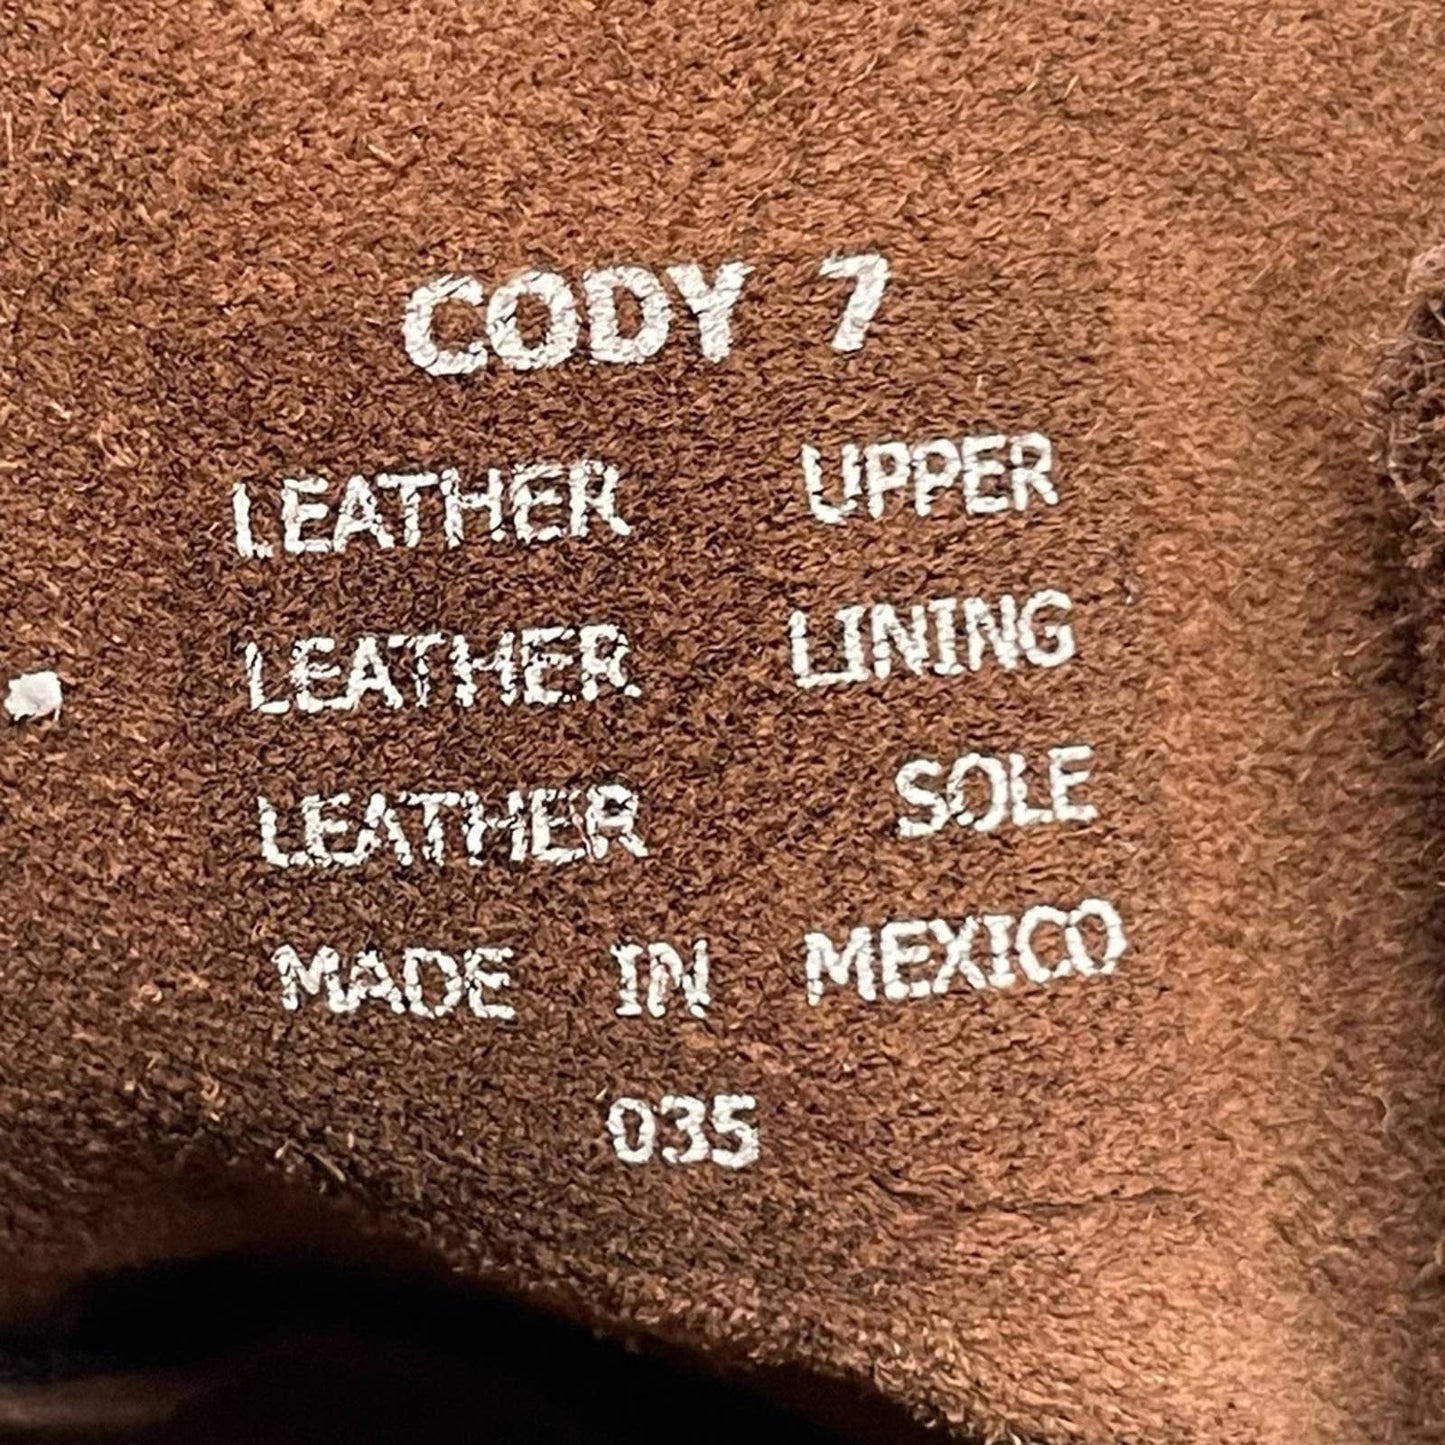 CODY 7
LEATHER UPPER
LEATHER LINING
LEATHER SOLE
MADE IN MEXICO
035